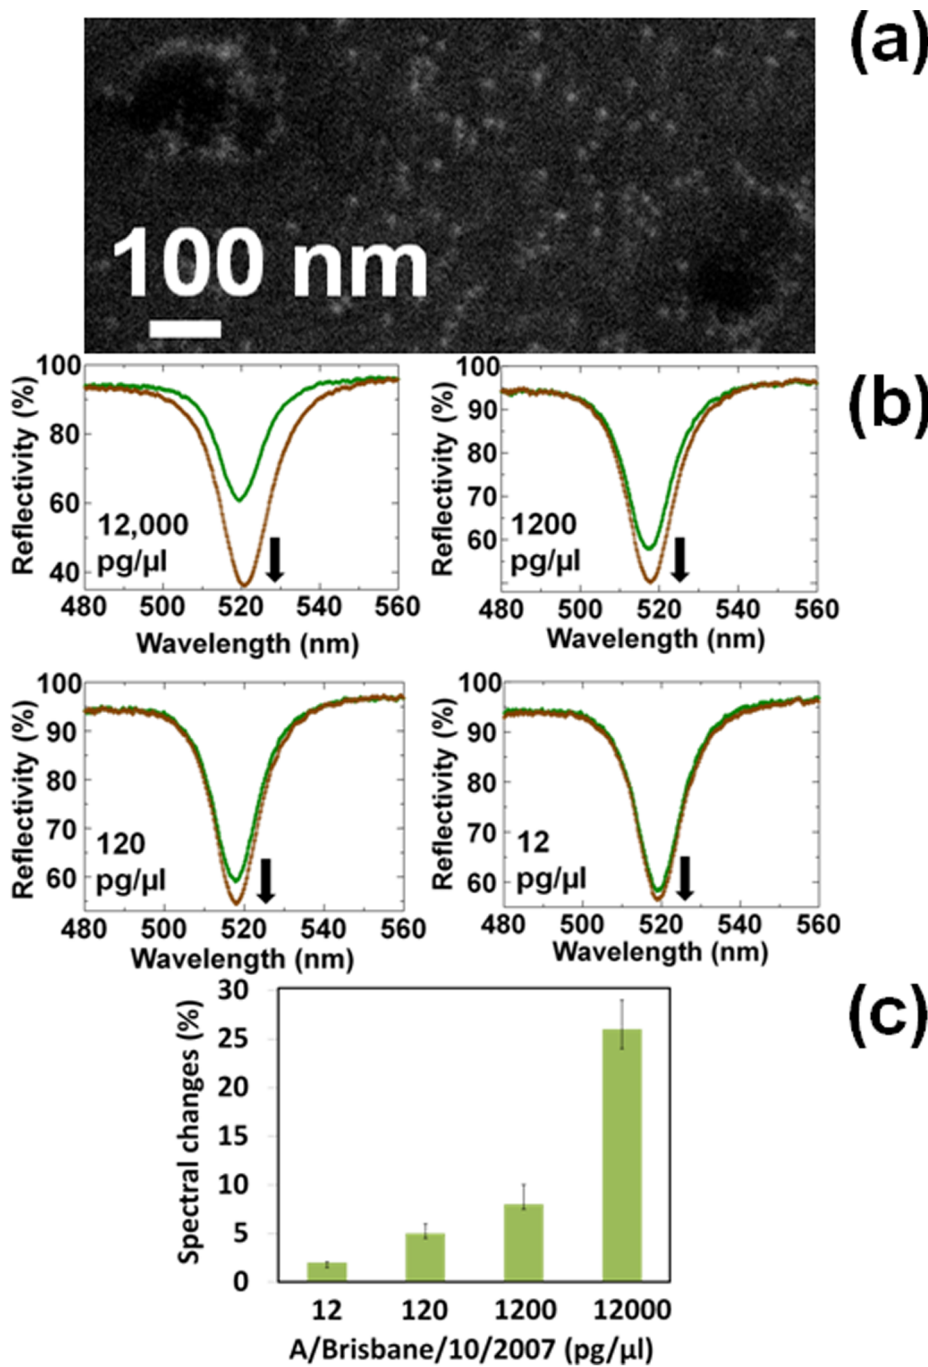 (a)
100 nm
(b)
100
80
60
40
Reflectivity (%)
12,000
pg/µl
480 500 520 540 560
Wavelength (nm)
100
90
80
70
60
Reflectivity (%)
1200
pg/µl
480 500 520 540 560
Wavelength (nm)
100
90
80
70
60
Reflectivity (%)
120
pg/µl
480 500 520 540 560
Wavelength (nm)
100
90
80
70
60
Reflectivity (%)
12
pg/µl
480 500 520 540 560
Wavelength (nm)
(c)
30
25
20
15
10
5
0
Spectral changes (%)
12 120 1200 12000
A/Brisbane/10/2007 (pg/µl)